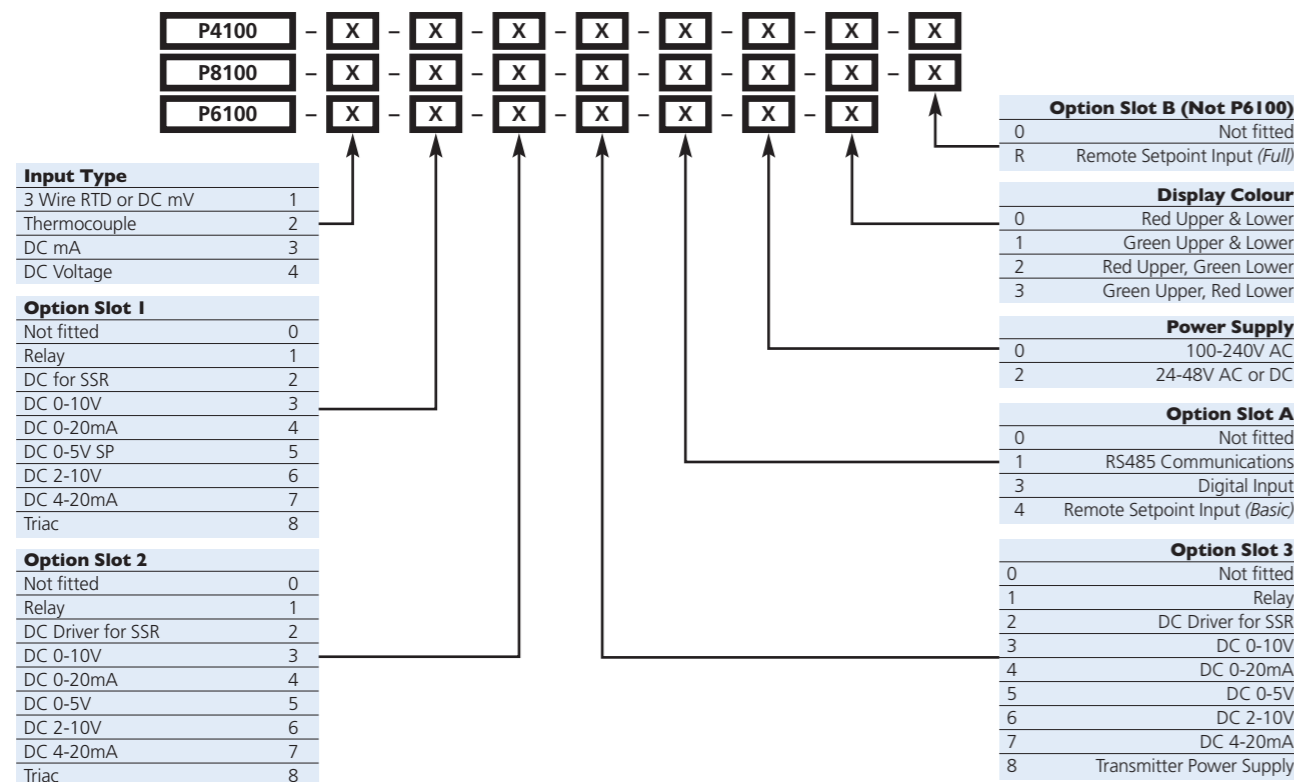 P4100 – X – X – X – X – X – X – X – X
P8100 – X – X – X – X – X – X – X – X
P6100 – X – X – X – X – X – X – X
Input Type
3 Wire RTD or DC mV 1
Thermocouple 2
DC mA 3
DC Voltage 4
Option Slot 1
Not fitted 0
Relay 1
DC for SSR 2
DC 0-10V 3
DC 0-20mA 4
DC 0-5V SP 5
DC 2-10V 6
DC 4-20mA 7
Triac 8
Option Slot 2
Not fitted 0
Relay 1
DC Driver for SSR 2
DC 0-10V 3
DC 0-20mA 4
DC 0-5V 5
DC 2-10V 6
DC 4-20mA 7
Triac 8
Option Slot B (Not P6100)
0 Not fitted
R Remote Setpoint Input (Full)
Display Colour
0 Red Upper & Lower
1 Green Upper & Lower
2 Red Upper, Green Lower
3 Green Upper, Red Lower
Power Supply
0 100-240V AC
2 24-48V AC or DC
Option Slot A
0 Not fitted
1 RS485 Communications
3 Digital Input
4 Remote Setpoint Input (Basic)
Option Slot 3
0 Not fitted
1 Relay
2 DC Driver for SSR
3 DC 0-10V
4 DC 0-20mA
5 DC 0-5V
6 DC 2-10V
7 DC 4-20mA
8 Transmitter Power Supply